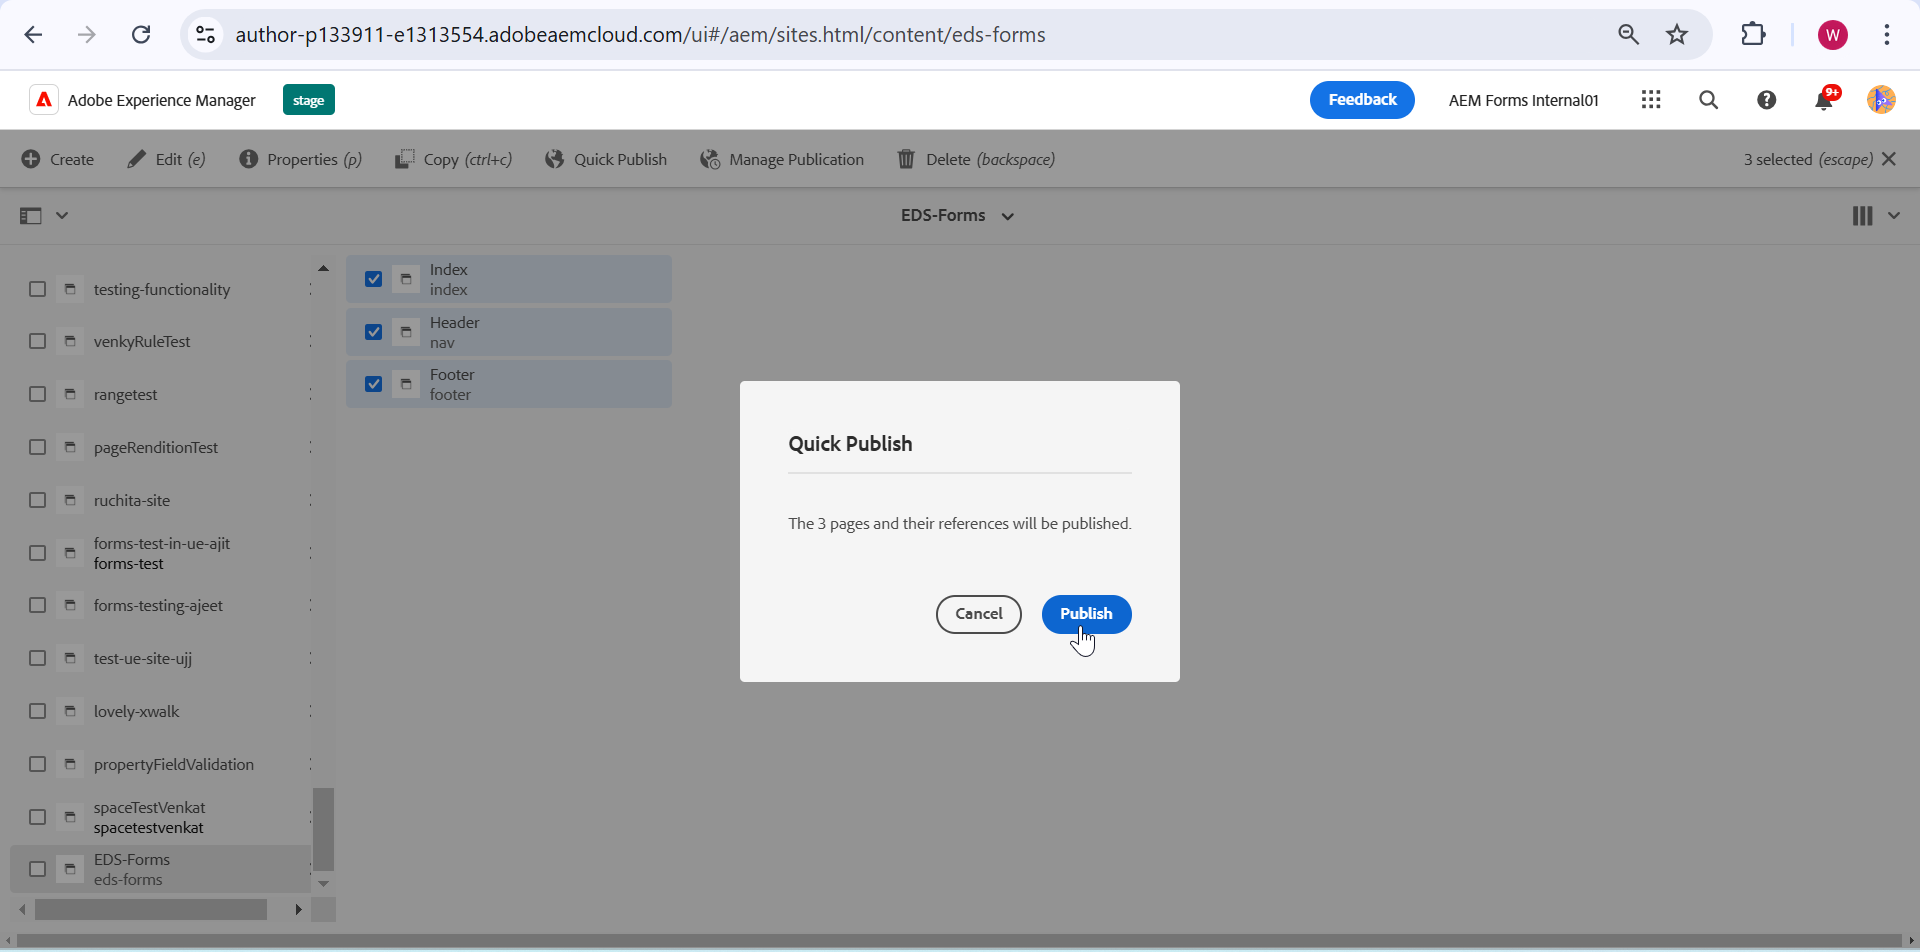 author-p133911-e1313554.adobeaemcloud.com/ui#/aem/sites.html/content/eds-forms
W
Adobe Experience Manager
stage
Feedback
AEM Forms Internal01
9+
Create
Edit (e)
Properties (p)
Copy (ctrl+c)
Quick Publish
Manage Publication
Delete (backspace)
3 selected (escape)
EDS-Forms
testing-functionality
venkyRuleTest
rangetest
pageRenditionTest
ruchita-site
forms-test-in-ue-ajit
forms-test
forms-testing-ajeet
test-ue-site-ujj
lovely-xwalk
propertyFieldValidation
spaceTestVenkat
spacetestvenkat
EDS-Forms
eds-forms
Index
index
Header
nav
Footer
footer
Quick Publish
The 3 pages and their references will be published.
Cancel
Publish